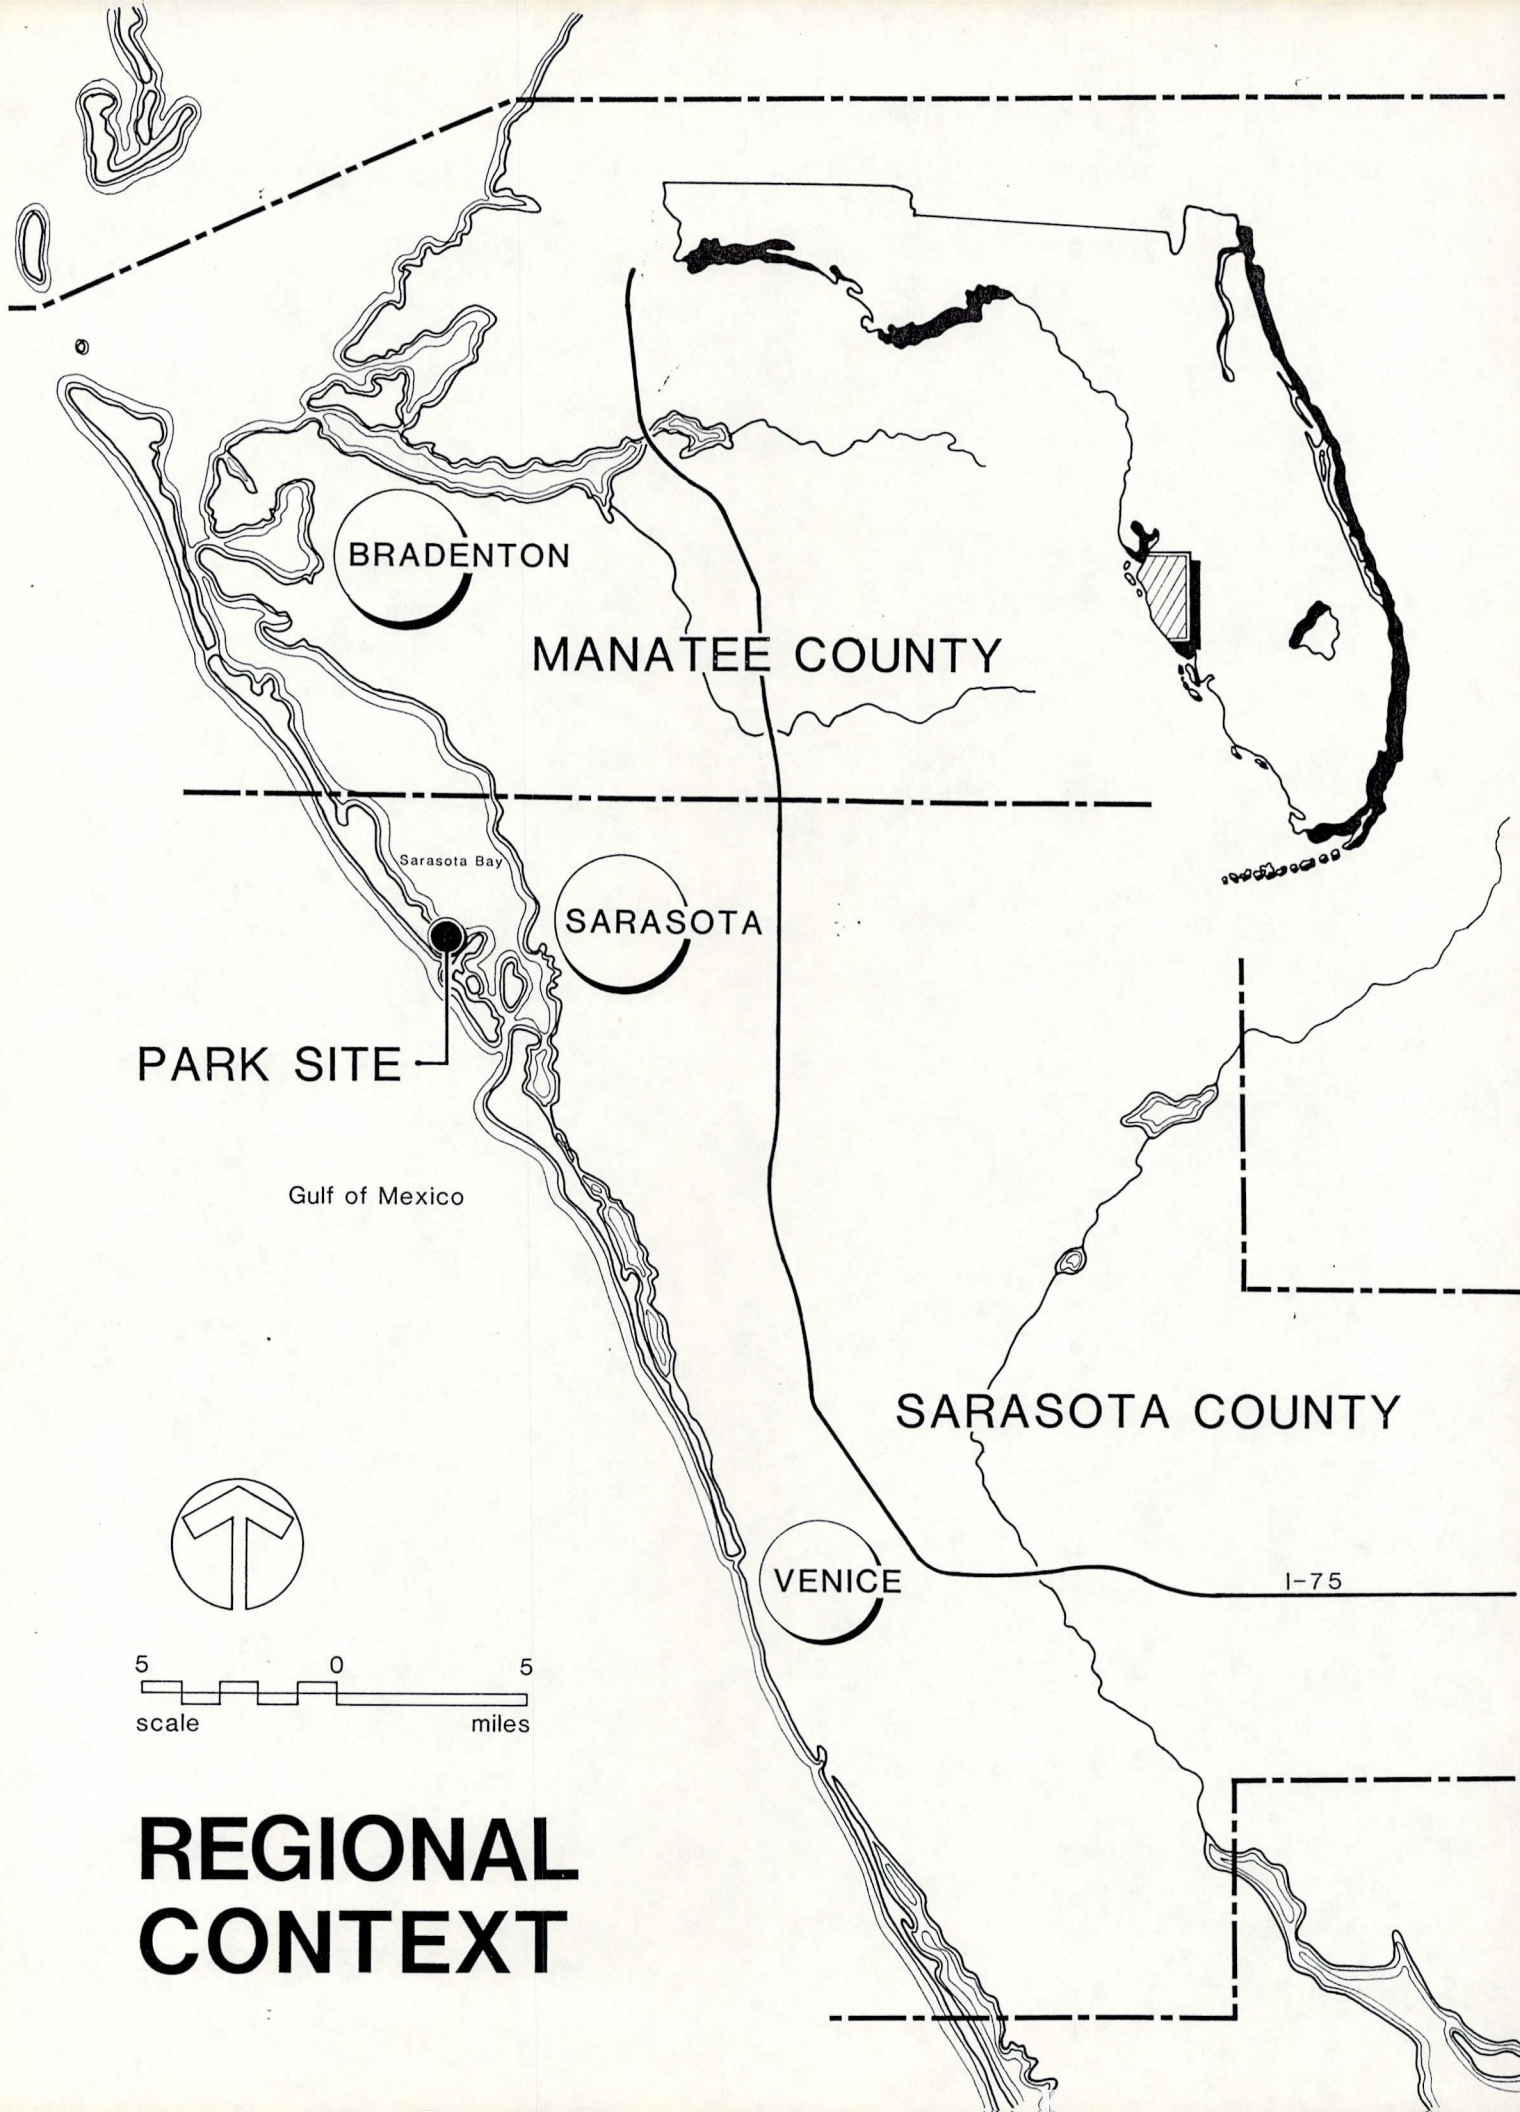 BRADENTON
MANATEE COUNTY
Sarasota Bay
SARASOTA
PARK SITE
Gulf of Mexico
SARASOTA COUNTY
VENICE
I-75
5 0 5
scale miles
REGIONAL
CONTEXT